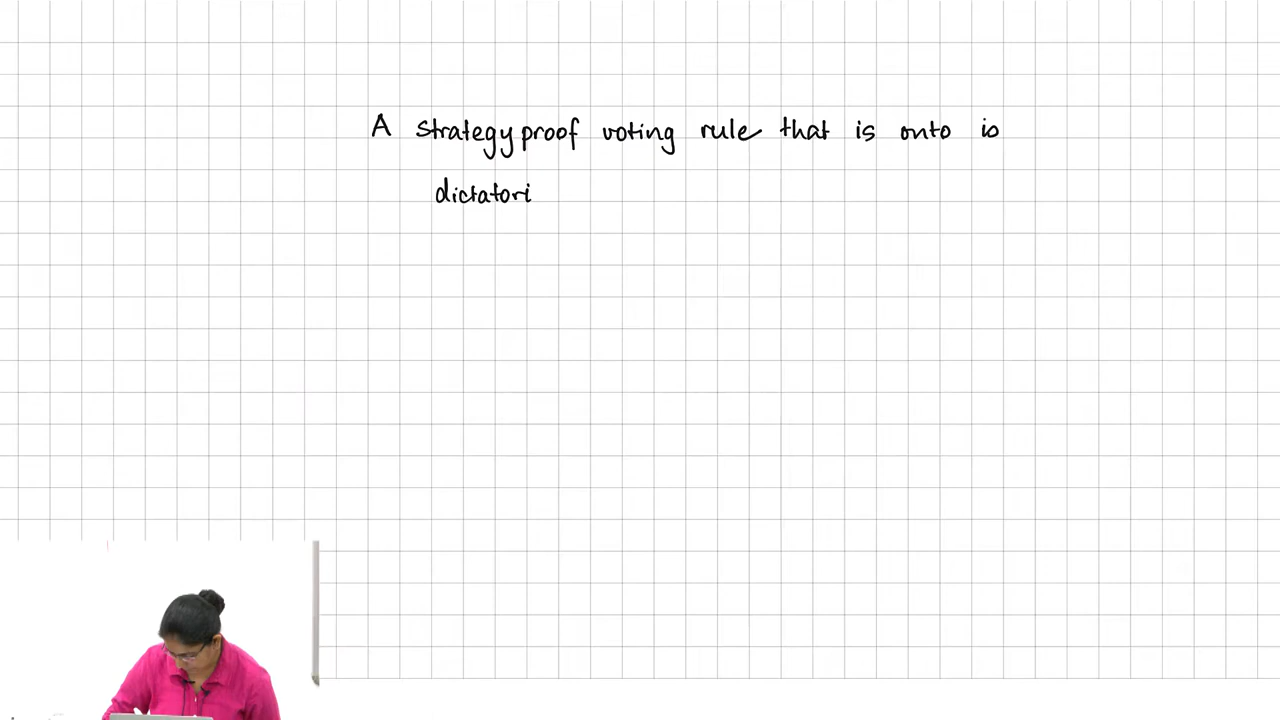 A strategyproof voting rule that is onto is
dictatori